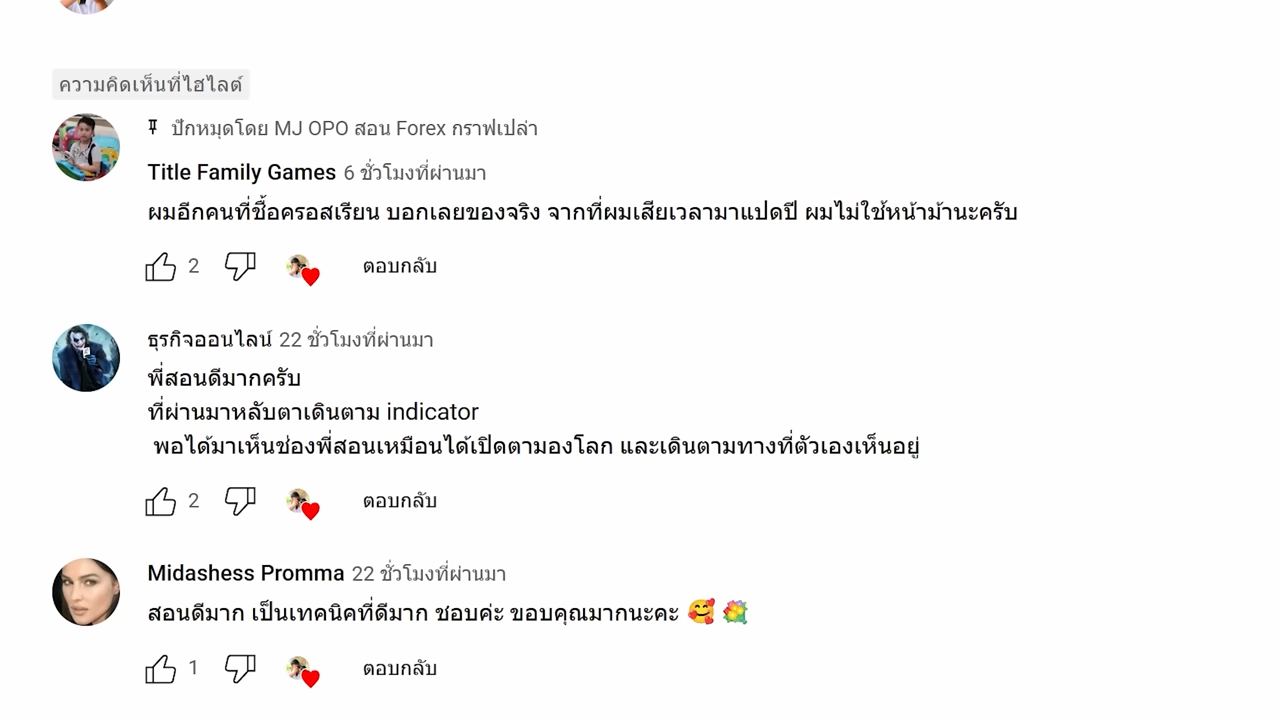 ความคิดเห็นที่ไฮไลต์
ปักหมุดโดย MJ OPO สอน Forex กราฟเปล่า
Title Family Games 6 ชั่วโมงที่ผ่านมา
ผมอีกคนที่ชื้อครอสเรียน บอกเลยของจริง จากที่ผมเสียเวลามาแปดปี ผมไม่ใช้หน้าม้านะครับ
2 ตอบกลับ
ธุรกิจออนไลน์ 22 ชั่วโมงที่ผ่านมา
พี่สอนดีมากครับ
ที่ผ่านมาหลับตาเดินตาม indicator
พอได้มาเห็นช่องพี่สอนเหมือนได้เปิดตามองโลก และเดินตามทางที่ตัวเองเห็นอยู่
2 ตอบกลับ
Midashess Promma 22 ชั่วโมงที่ผ่านมา
สอนดีมาก เป็นเทคนิคที่ดีมาก ชอบค่ะ ขอบคุณมากนะคะ 🥰 💐
1 ตอบกลับ